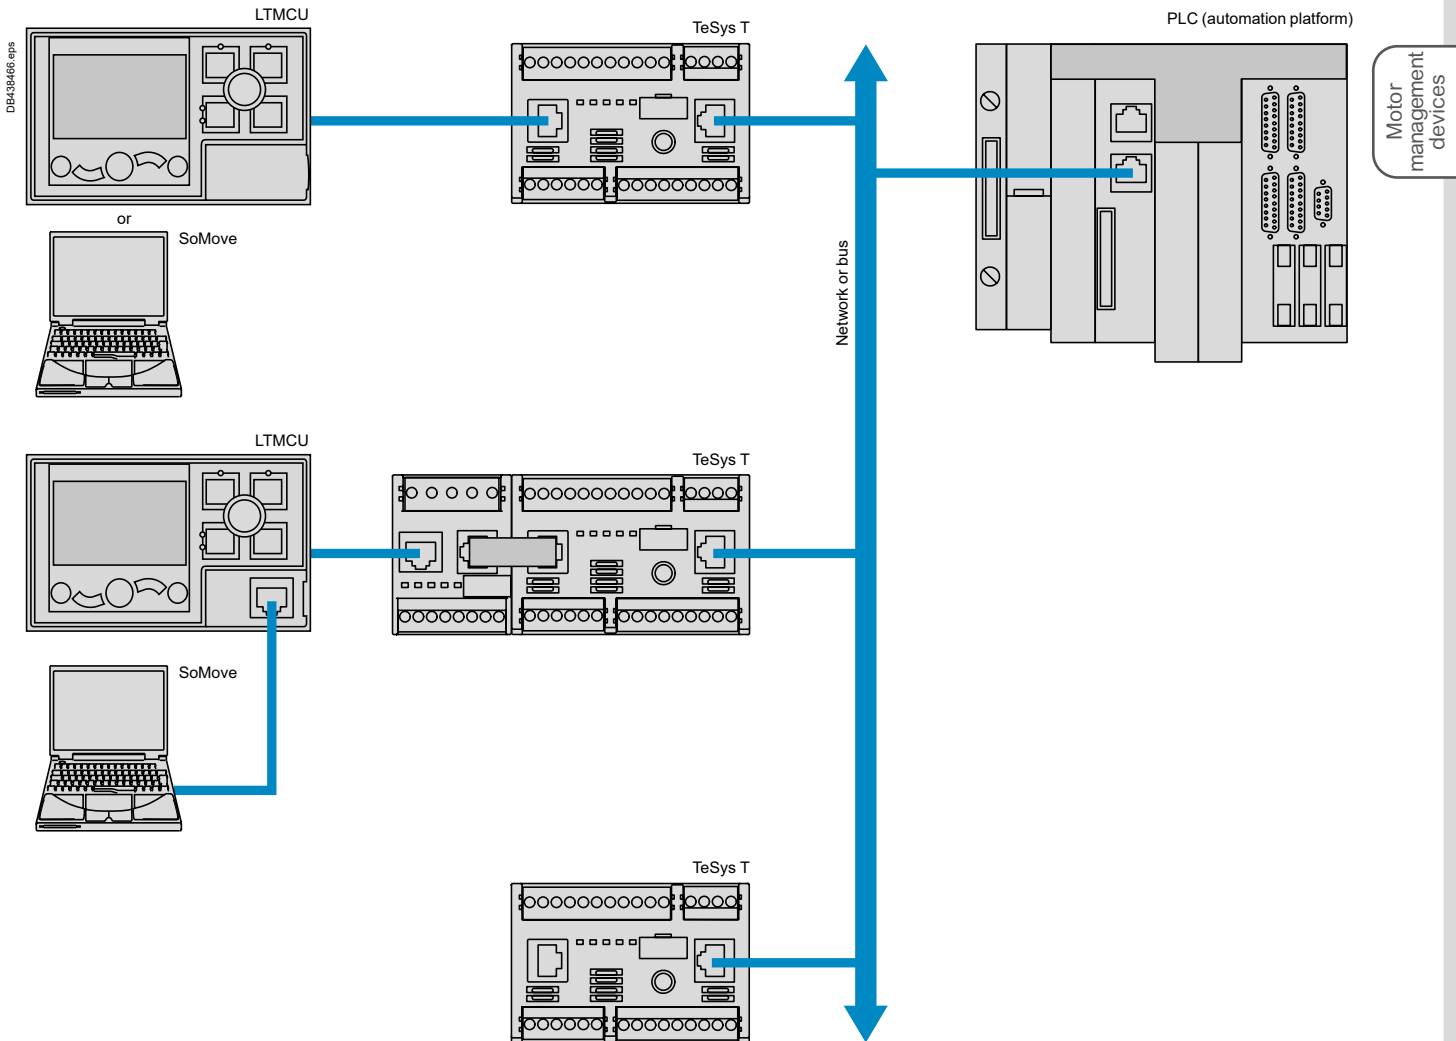 LTMCU
TeSys T
PLC (automation platform)
DB438466.eps
Motor
management
devices
or
SoMove
Network or bus
LTMCU
TeSys T
SoMove
TeSys T